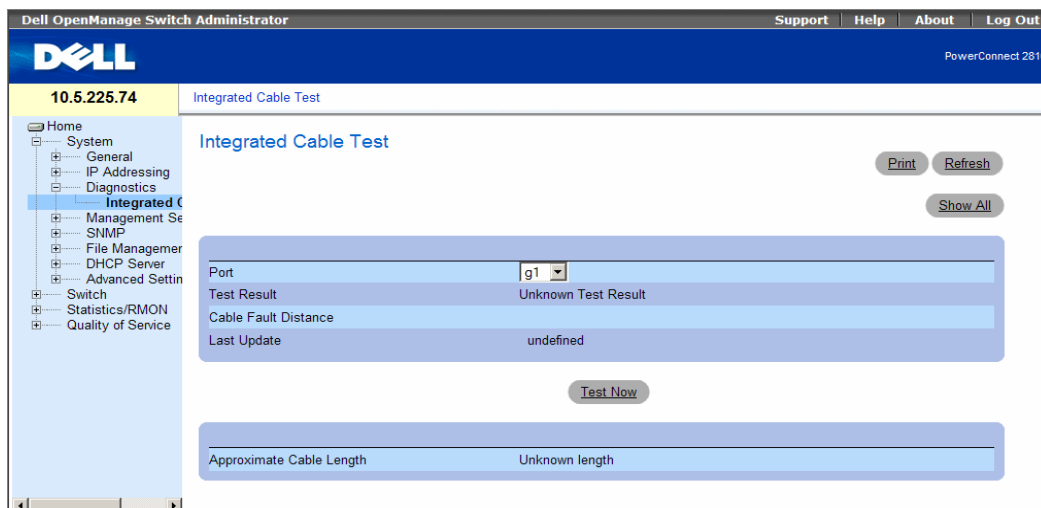 Dell OpenManage Switch Administrator
Support Help About Log Out
DELL
PowerConnect 281
10.5.225.74
Integrated Cable Test
Home
System
General
IP Addressing
Diagnostics
Integrated
Management Se
SNMP
File Managemen
DHCP Server
Advanced Settin
Switch
Statistics/RMON
Quality of Service
Integrated Cable Test
Print Refresh
Show All
Port g1
Test Result Unknown Test Result
Cable Fault Distance
Last Update undefined
Test Now
Approximate Cable Length Unknown length